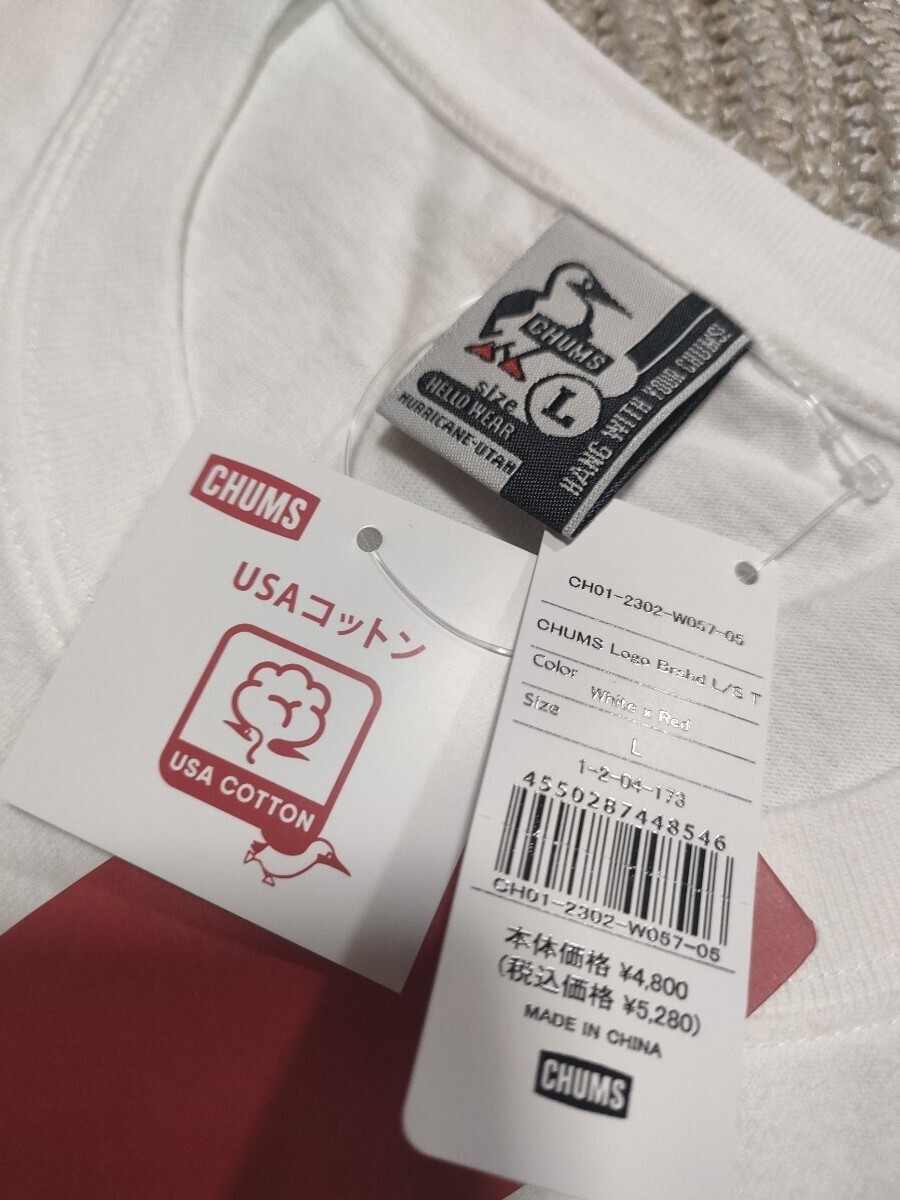 CHUMS
size L
HELLO WEAR
HURRICANE-UTAH
HANG WITH YOUR CHUMS!
CHUMS
USAコットン
USA COTTON
CH01-2302-W057-05
CHUMS Logo Brshd L/S T
Color
White x Red
Size
L
1-2-04-173
4550287448546
CH01-2302-W057-05
本体価格 ¥4,800
(税込価格 ¥5,280)
MADE IN CHINA
CHUMS